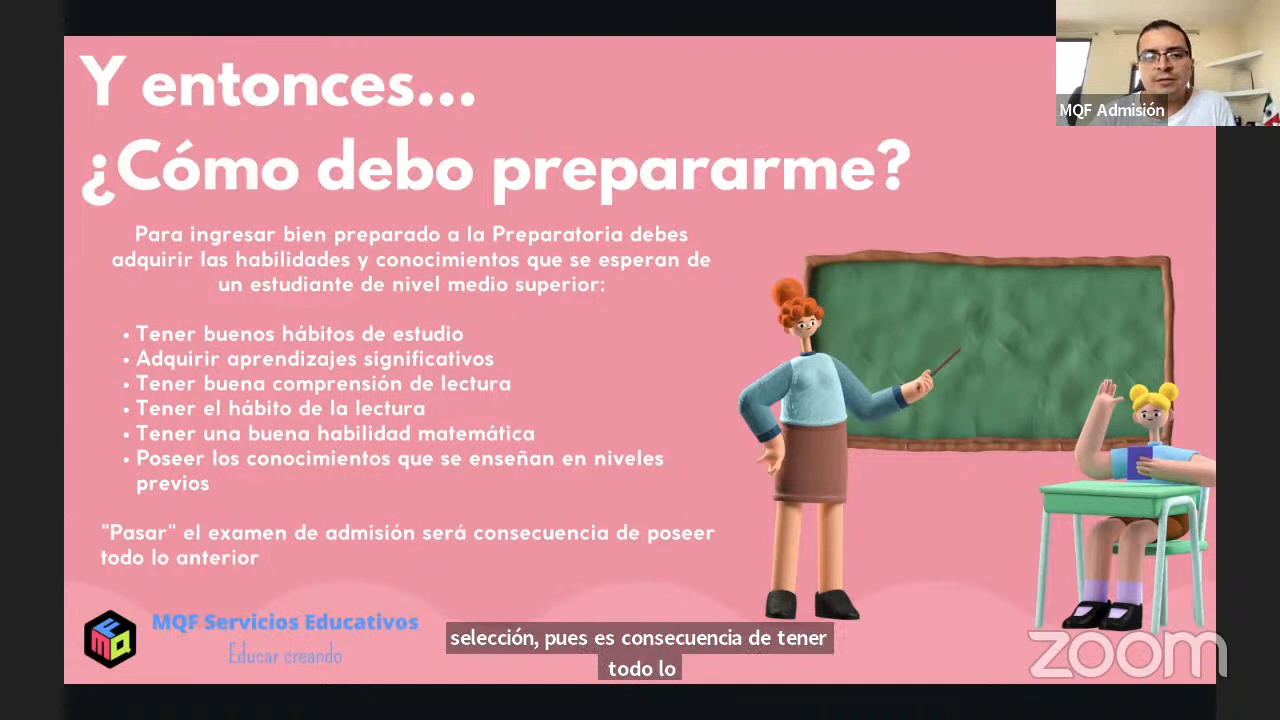 Y entonces...
¿Cómo debo prepararme?
MQF Admisión
Para ingresar bien preparado a la Preparatoria debes
adquirir las habilidades y conocimientos que se esperan de
un estudiante de nivel medio superior:
• Tener buenos hábitos de estudio
• Adquirir aprendizajes significativos
• Tener buena comprensión de lectura
• Tener el hábito de la lectura
• Tener una buena habilidad matemática
• Poseer los conocimientos que se enseñan en niveles
previos
"Pasar" el examen de admisión será consecuencia de poseer
todo lo anterior
MQF
MQF Servicios Educativos
Educar creando
selección, pues es consecuencia de tener
todo lo
zoom